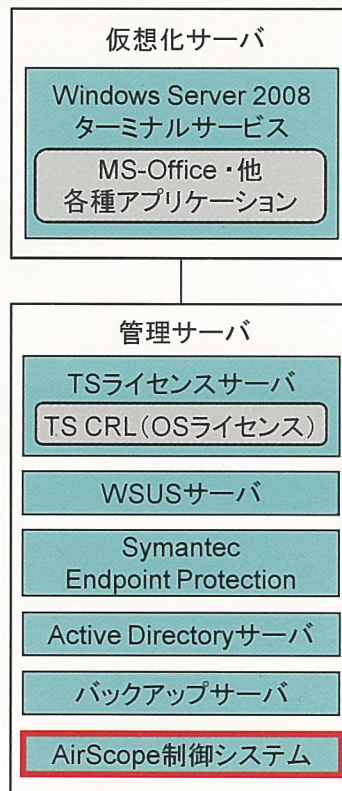 仮想化サーバ
Windows Server 2008
ターミナルサービス
MS-Office・他
各種アプリケーション
管理サーバ
TSライセンスサーバ
TS CRL(OSライセンス)
WSUSサーバ
Symantec
Endpoint Protection
Active Directoryサーバ
バックアップサーバ
AirScope制御システム